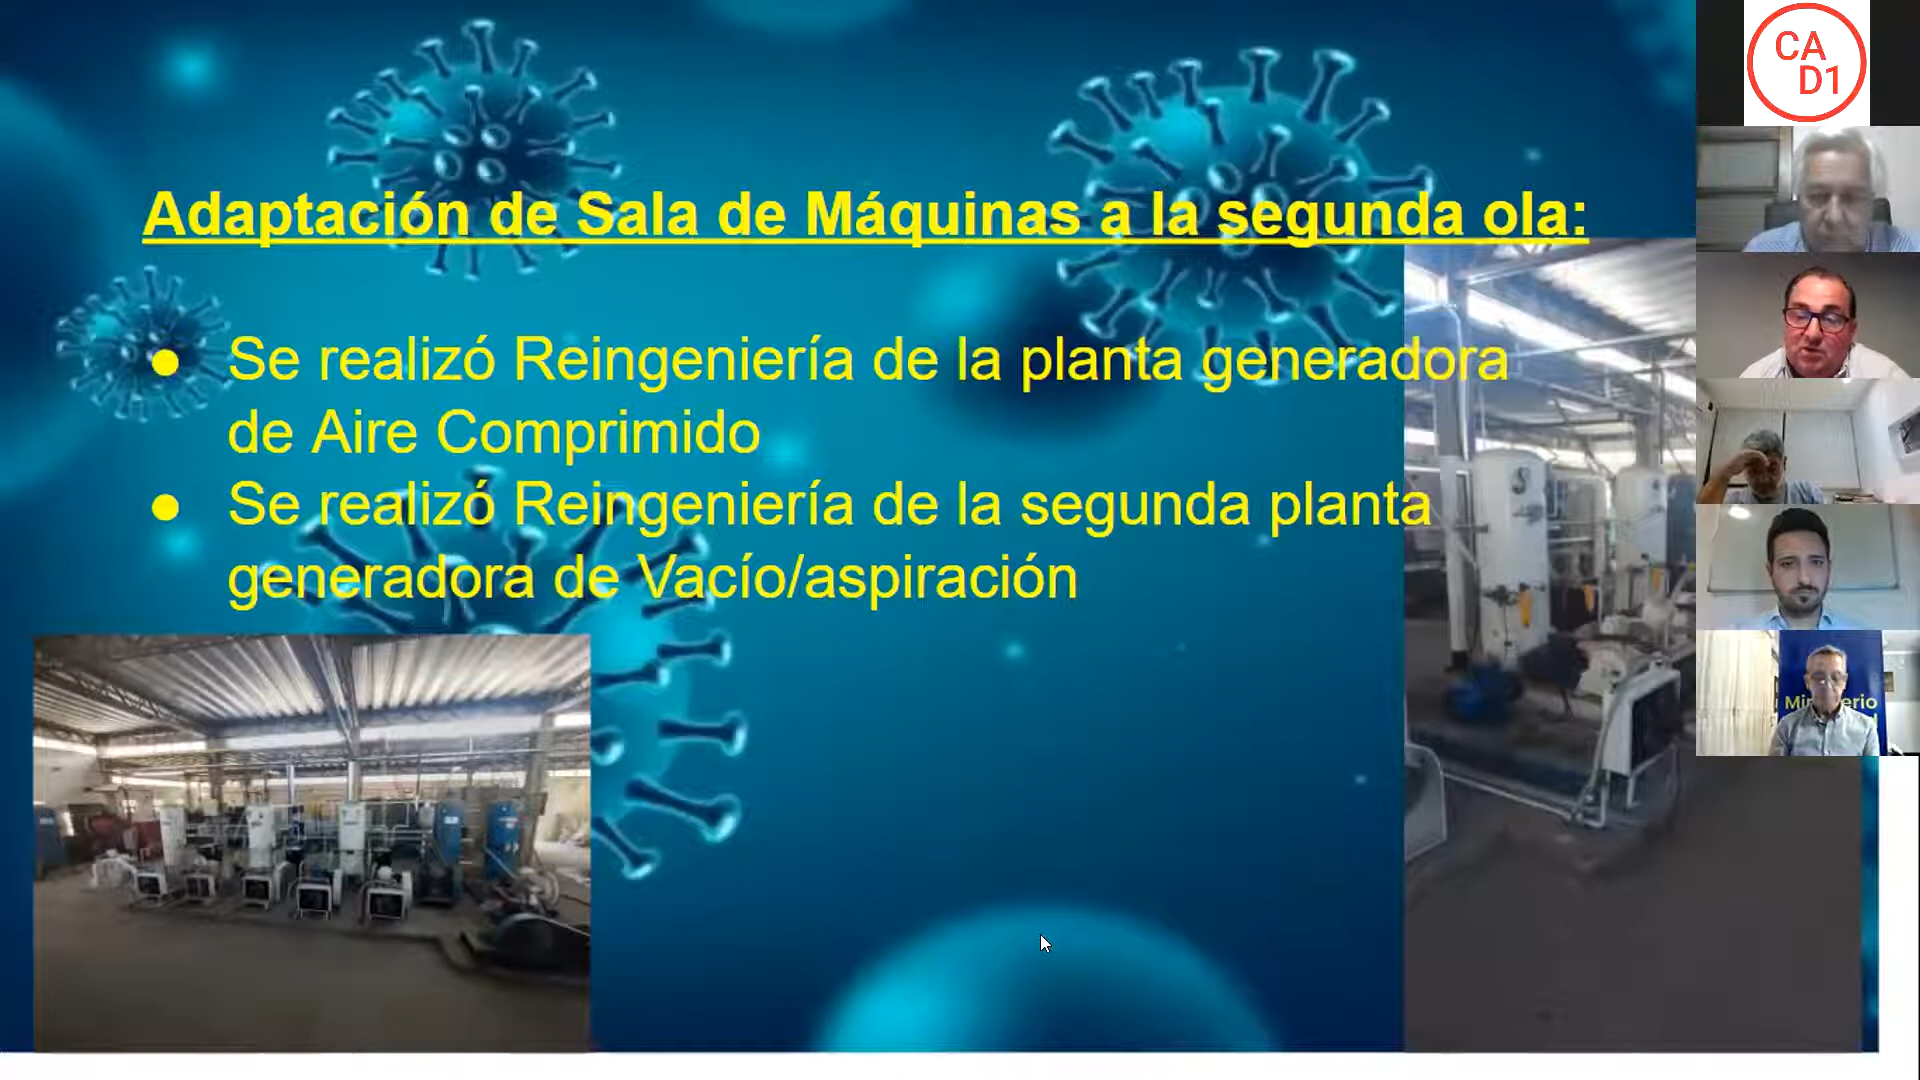 Adaptación de Sala de Máquinas a la segunda ola:
● Se realizó Reingeniería de la planta generadora
de Aire Comprimido
● Se realizó Reingeniería de la segunda planta
generadora de Vacío/aspiración
CA
D1